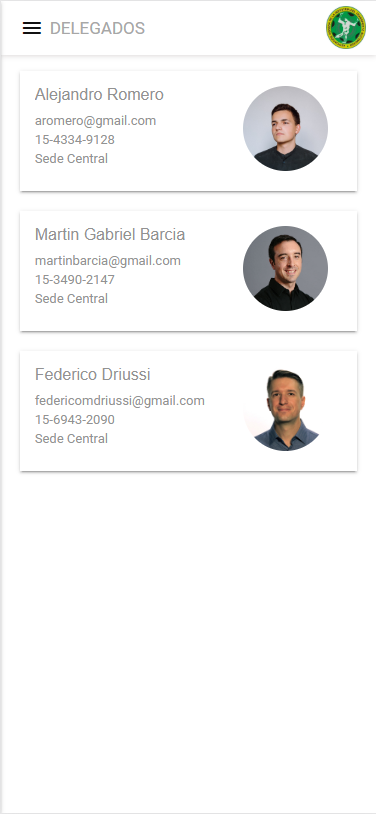 DELEGADOS
Alejandro Romero
aromero@gmail.com
15-4334-9128
Sede Central
Martin Gabriel Barcia
martinbarcia@gmail.com
15-3490-2147
Sede Central
Federico Driussi
federicomdriussi@gmail.com
15-6943-2090
Sede Central